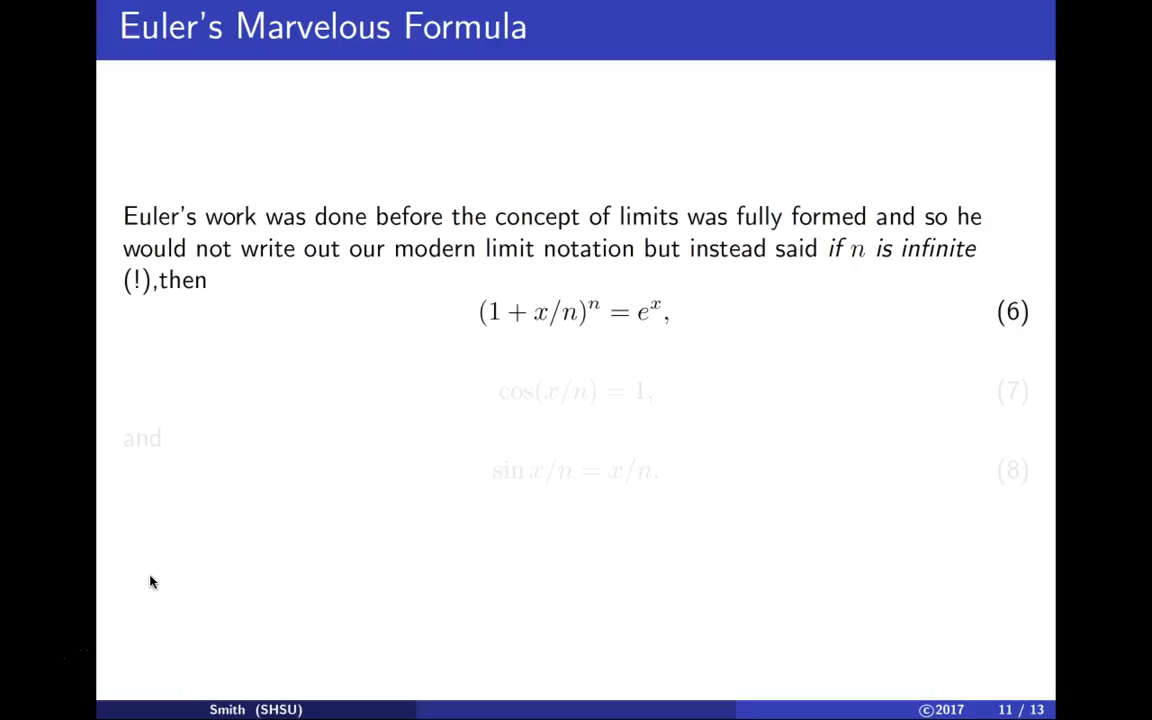 Euler's Marvelous Formula
Euler's work was done before the concept of limits was fully formed and so he
would not write out our modern limit notation but instead said if n is infinite
(!),then
(1 + x/n)ⁿ = eˣ, (6)
cos(x/n) = 1, (7)
and
sin x/n = x/n. (8)
Smith (SHSU) ©2017 11 / 13